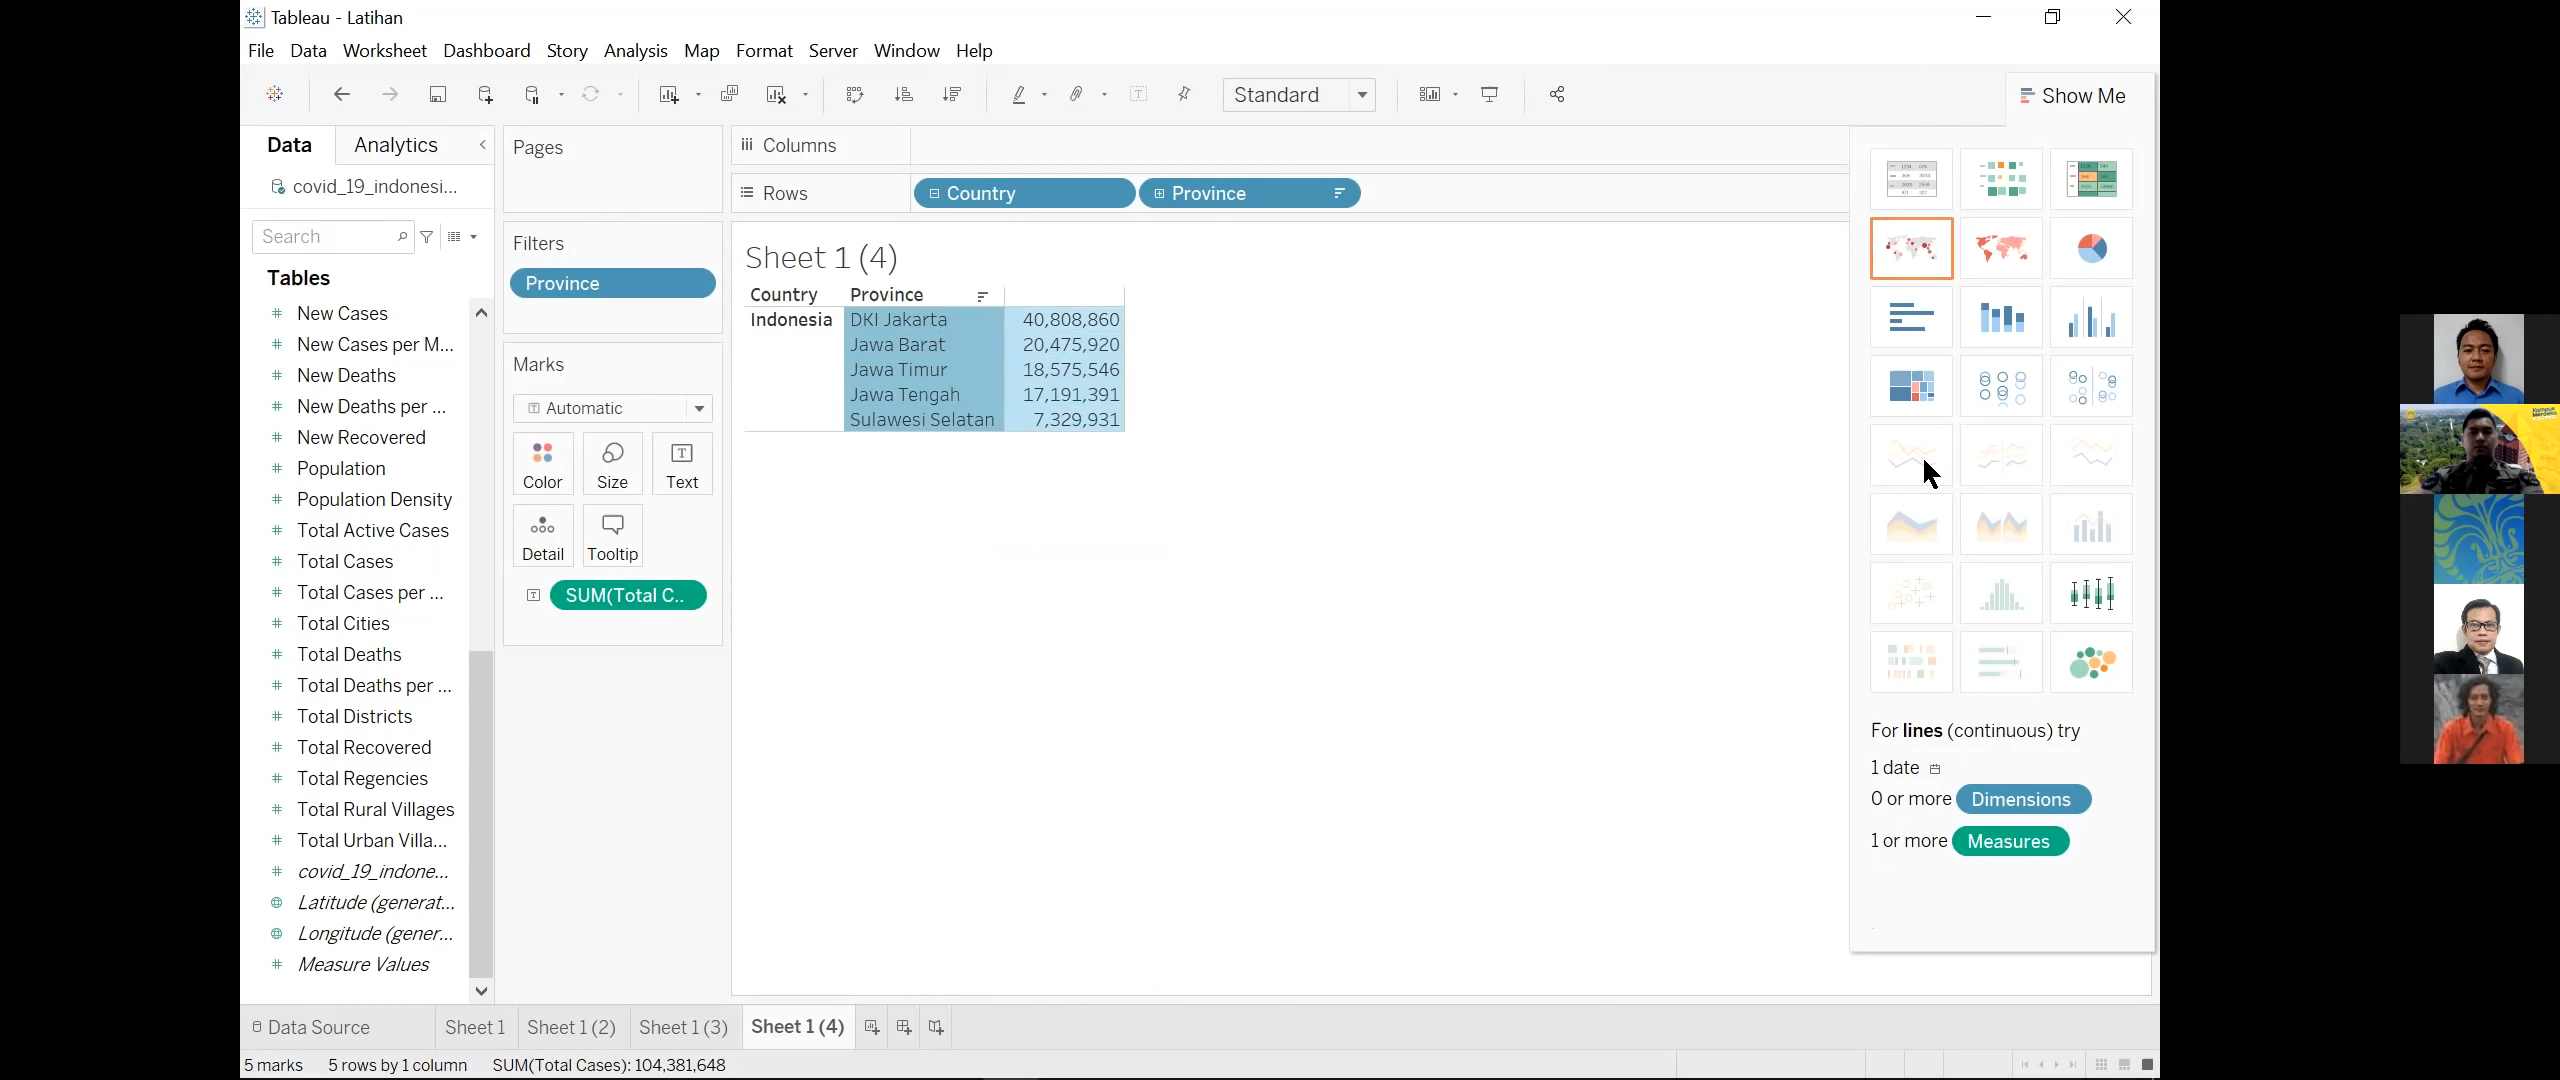 Tableau - Latihan
File Data Worksheet Dashboard Story Analysis Map Format Server Window Help
Standard
Show Me
Data Analytics
covid_19_indonesi...
Search
Tables
New Cases
New Cases per M...
New Deaths
New Deaths per ...
New Recovered
Population
Population Density
Total Active Cases
Total Cases
Total Cases per ...
Total Cities
Total Deaths
Total Deaths per ...
Total Districts
Total Recovered
Total Regencies
Total Rural Villages
Total Urban Villa...
covid_19_indone...
Latitude (generat...
Longitude (gener...
Measure Values
Pages
Filters
Province
Marks
Automatic
Color Size Text
Detail Tooltip
SUM(Total C..
Columns
Rows Country Province
Sheet 1 (4)
Country Province
Indonesia DKI Jakarta 40,808,860
Jawa Barat 20,475,920
Jawa Timur 18,575,546
Jawa Tengah 17,191,391
Sulawesi Selatan 7,329,931
For lines (continuous) try
1 date
0 or more Dimensions
1 or more Measures
Data Source Sheet 1 Sheet 1 (2) Sheet 1 (3) Sheet 1 (4)
5 marks 5 rows by 1 column SUM(Total Cases): 104,381,648
Kampus
Merdeka